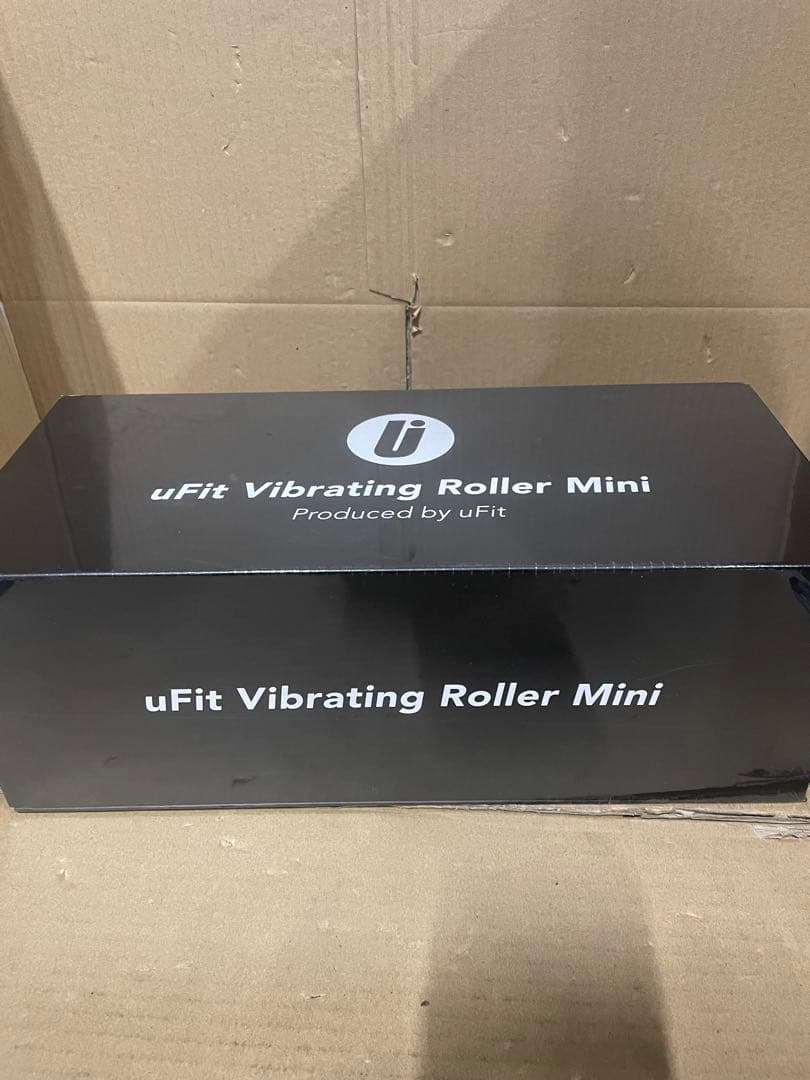 uFit Vibrating Roller Mini
Produced by uFit
uFit Vibrating Roller Mini